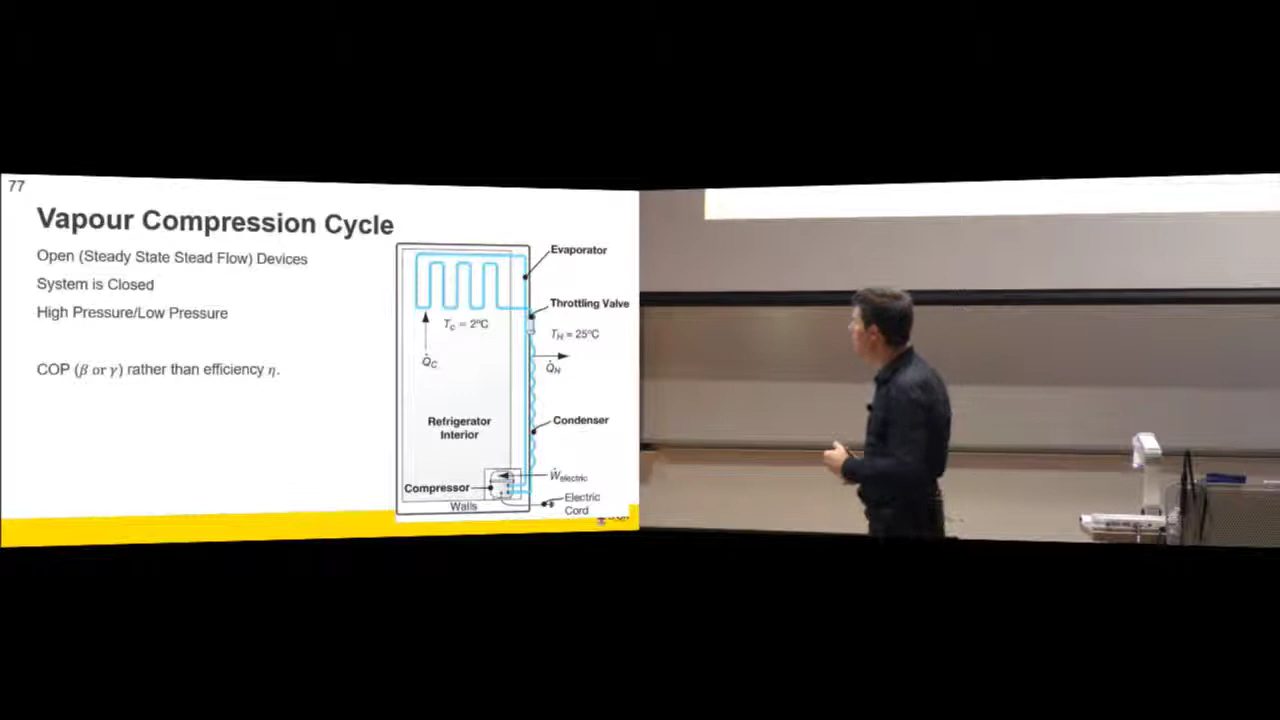 77
Vapour Compression Cycle
Open (Steady State Stead Flow) Devices
System is Closed
High Pressure/Low Pressure
COP (β or γ) rather than efficiency η.
Evaporator
Throttling Valve
T_C = 2°C
T_H = 25°C
Q̇_C
Q̇_H
Refrigerator
Interior
Condenser
Ẇ_electric
Compressor
Electric
Cord
Walls